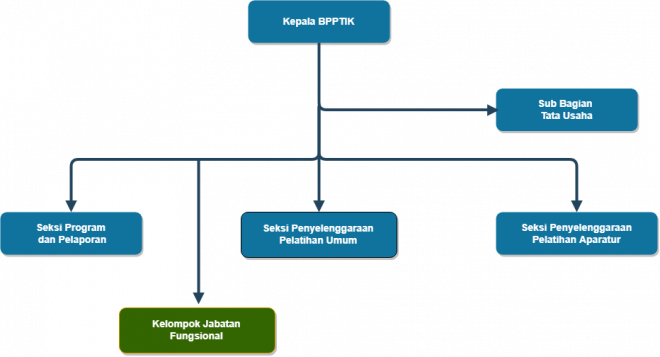 Kepala BPPTIK
Sub Bagian
Tata Usaha
Seksi Program
dan Pelaporan
Seksi Penyelenggaraan
Pelatihan Umum
Seksi Penyelenggaraan
Pelatihan Aparatur
Kelompok Jabatan
Fungsional